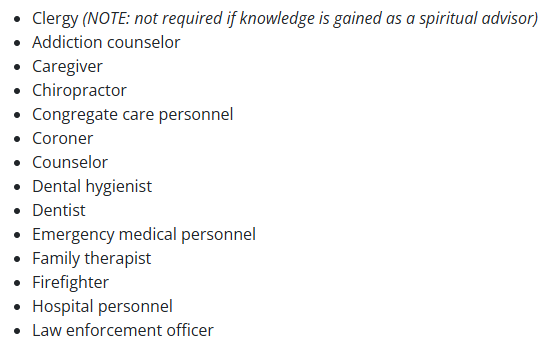 • Clergy (NOTE: not required if knowledge is gained as a spiritual advisor)
• Addiction counselor
• Caregiver
• Chiropractor
• Congregate care personnel
• Coroner
• Counselor
• Dental hygienist
• Dentist
• Emergency medical personnel
• Family therapist
• Firefighter
• Hospital personnel
• Law enforcement officer